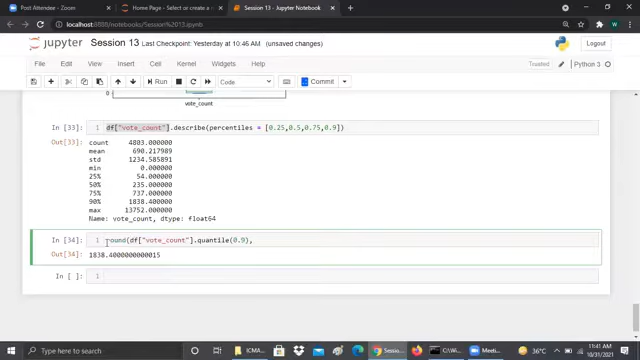 Post Attendee - Zoom
Home Page - Select or create a n
Session 13 - Jupyter Notebook
localhost:8888/notebooks/Session%2013.ipynb
jupyter Session 13 Last Checkpoint: Yesterday at 10:46 AM (unsaved changes)
Logout
File Edit View Insert Cell Kernel Widgets Help
Trusted
Python 3
Run
Code
Commit
0
vote_count
In [33]: 1 df["vote_count"].describe(percentiles = [0.25,0.5,0.75,0.9])
Out[33]: count 4803.000000
mean 690.217989
std 1234.585891
min 0.000000
25% 54.000000
50% 235.000000
75% 737.000000
90% 1838.400000
max 13752.000000
Name: vote_count, dtype: float64
In [34]: 1 round(df["vote_count"].quantile(0.9),
Out[34]: 1838.4000000000015
In [ ]: 1
Type here to search
ICMA...
Sessi...
C:\Wi...
Meeti...
36°C
11:41 AM
10/31/2021